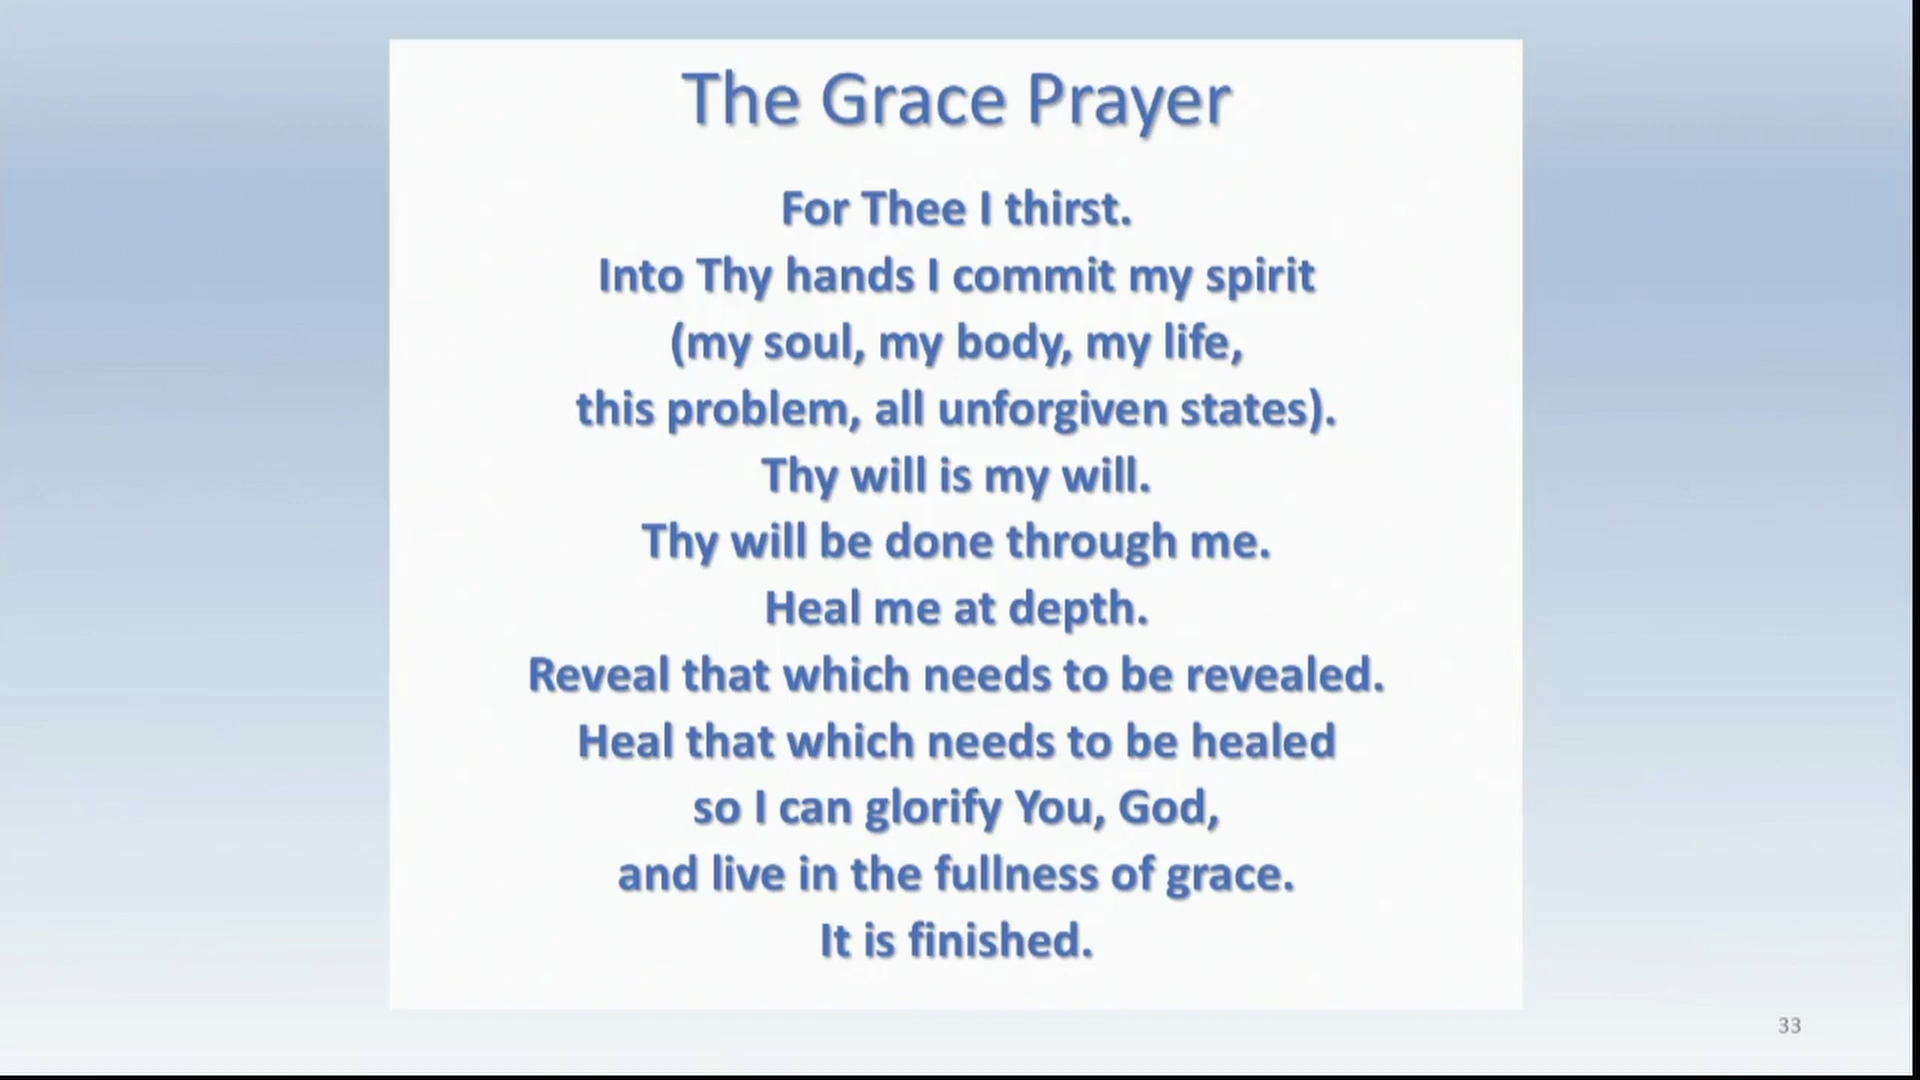 The Grace Prayer
For Thee I thirst.
Into Thy hands I commit my spirit
(my soul, my body, my life,
this problem, all unforgiven states).
Thy will is my will.
Thy will be done through me.
Heal me at depth.
Reveal that which needs to be revealed.
Heal that which needs to be healed
so I can glorify You, God,
and live in the fullness of grace.
It is finished.
33